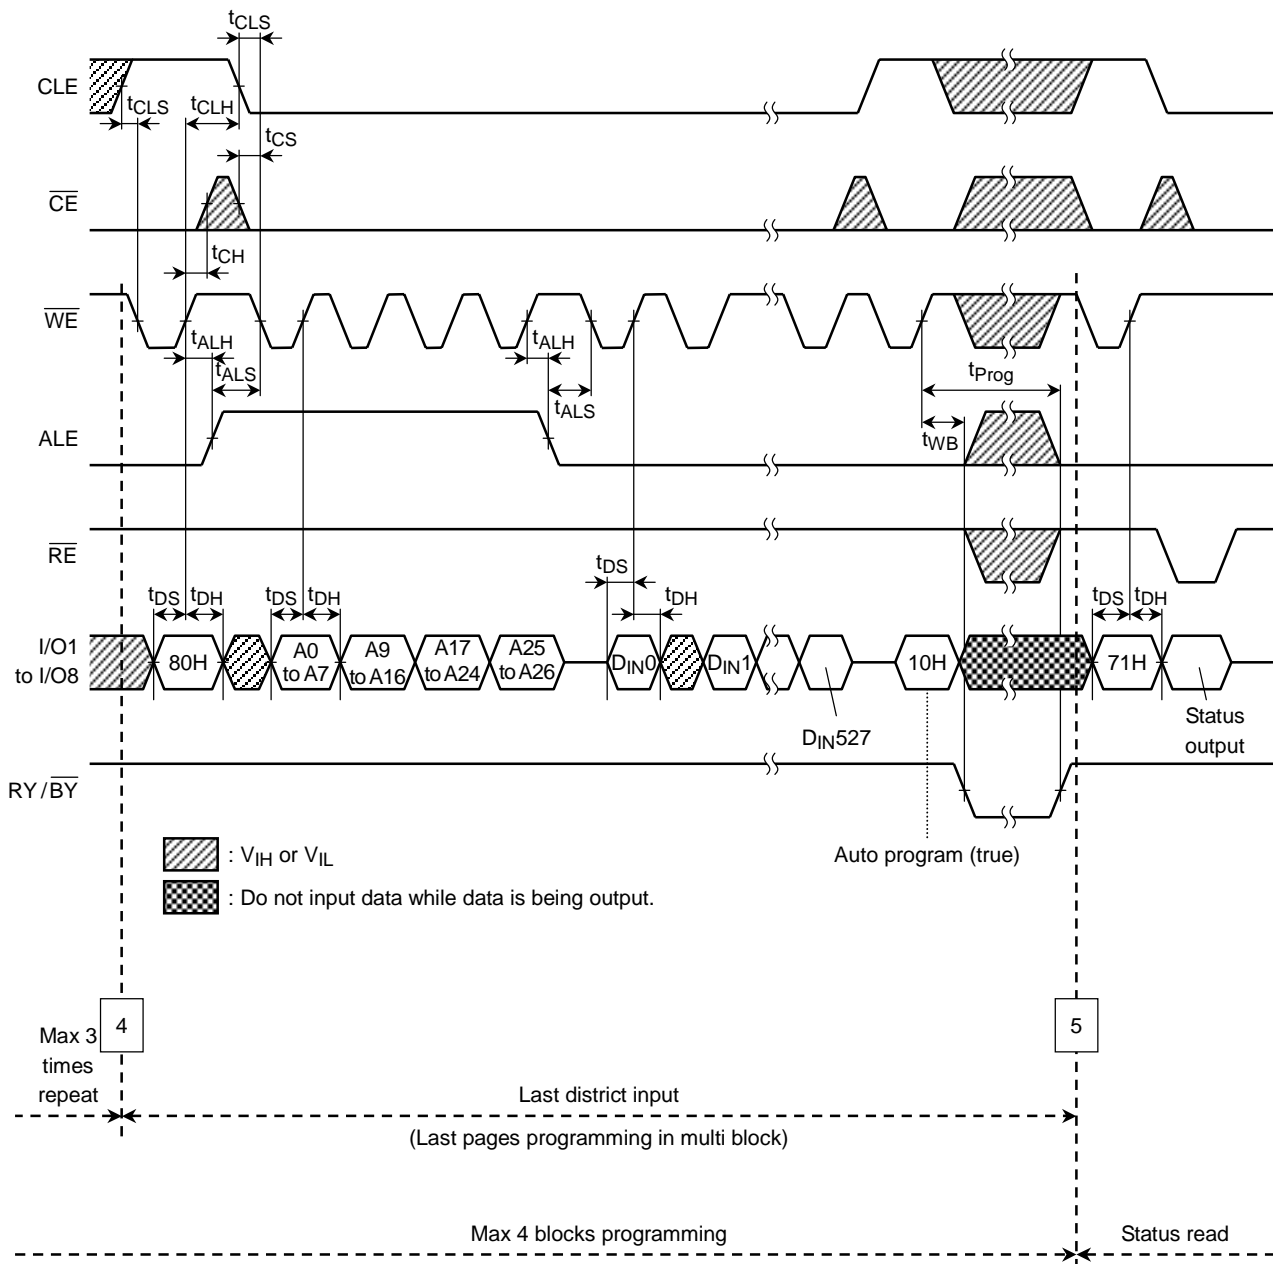 tCLS
CLE
tCLS
tCLH
tCS
CE
tCH
WE
tALH
tALS
tALH
tALS
tProg
tWB
ALE
RE
tDS
tDH
tDS
tDH
tDS
tDH
tDS
tDH
I/O1
to I/O8
80H
A0
to A7
A9
to A16
A17
to A24
A25
to A26
DIN0
DIN1
10H
71H
DIN527
Status
output
RY/BY
Auto program (true)
: VIH or VIL
: Do not input data while data is being output.
4
5
Max 3
times
repeat
Last district input
(Last pages programming in multi block)
Max 4 blocks programming
Status read